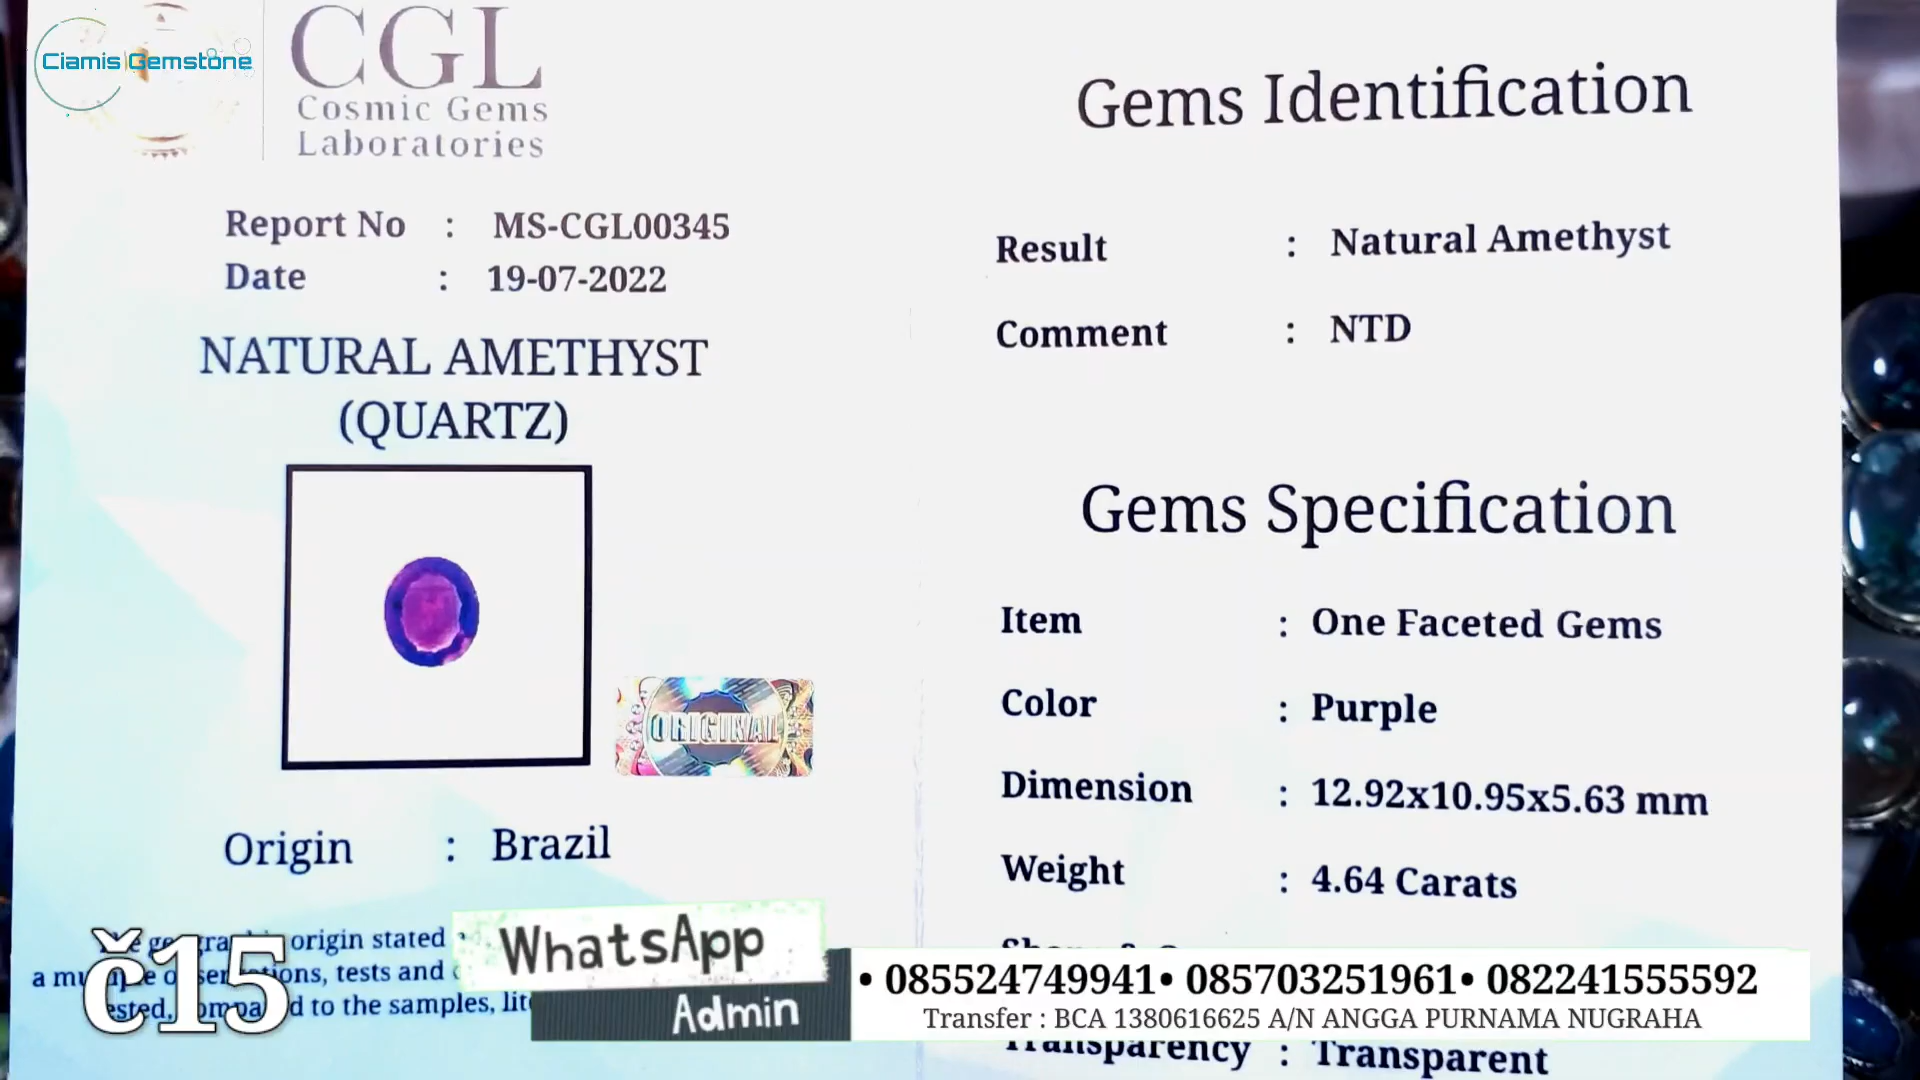 Ciamis Gemstone
CGL
Cosmic Gems
Laboratories
Report No : MS-CGL00345
Date : 19-07-2022
NATURAL AMETHYST
(QUARTZ)
ORIGINAL
Origin : Brazil
origin stated
tests and
to the samples,
č15
Gems Identification
Result : Natural Amethyst
Comment : NTD
Gems Specification
Item : One Faceted Gems
Color : Purple
Dimension : 12.92x10.95x5.63 mm
Weight : 4.64 Carats
Transparency : Transparent
WhatsApp
Admin
• 085524749941• 085703251961• 082241555592
Transfer : BCA 1380616625 A/N ANGGA PURNAMA NUGRAHA